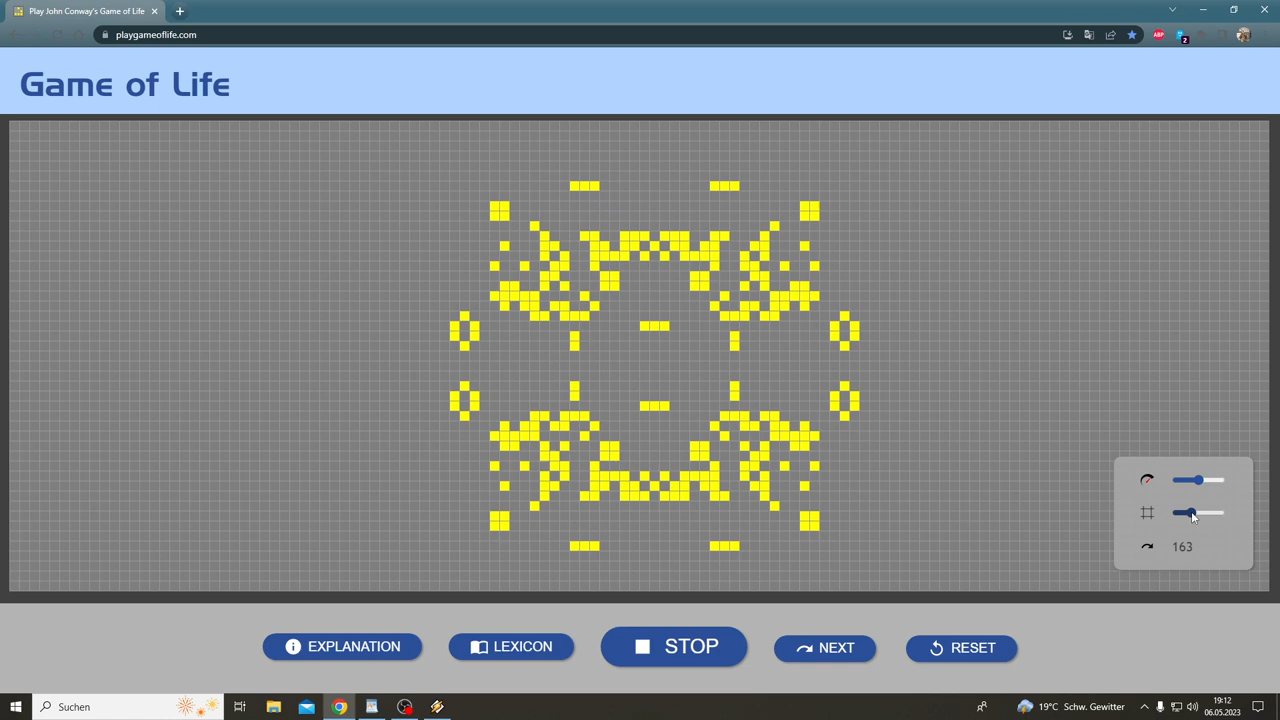 Play John Conway's Game of Life
playgameoflife.com
2
Game of Life
163
EXPLANATION
LEXICON
STOP
NEXT
RESET
Suchen
19°C Schw. Gewitter
19:12
06.05.2023